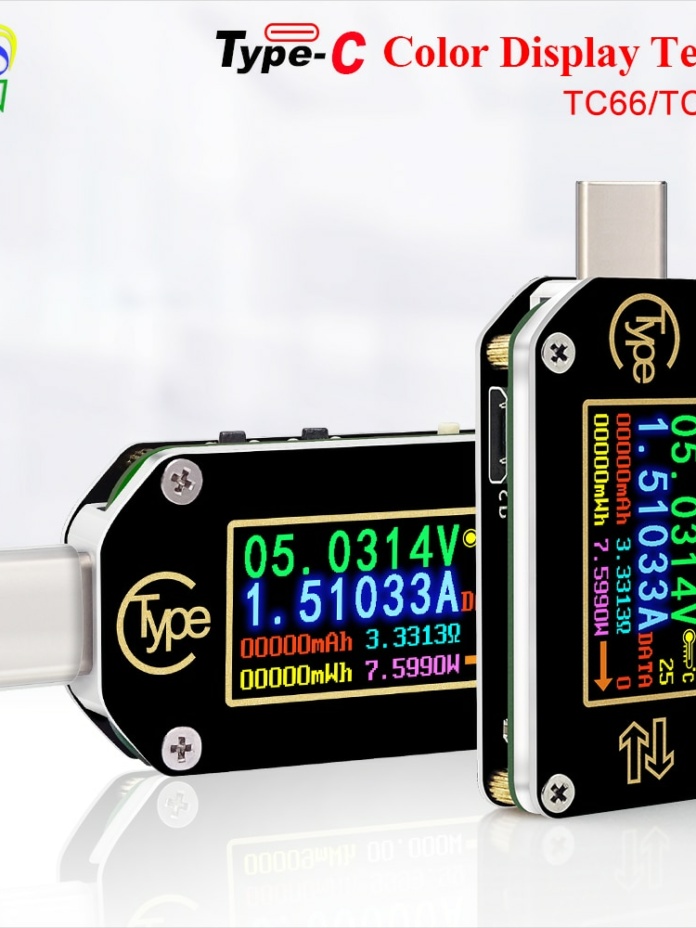 Type-C Color Display Te
TC66/TC
Type
05.0314V
1.51033A
00000mAh 3.3313Ω
00000mWh 7.5990W
Type
05.0314V
1.51033A DATA
00000mAh 3.3313Ω 0
00000mWh 7.5990W
25
°C